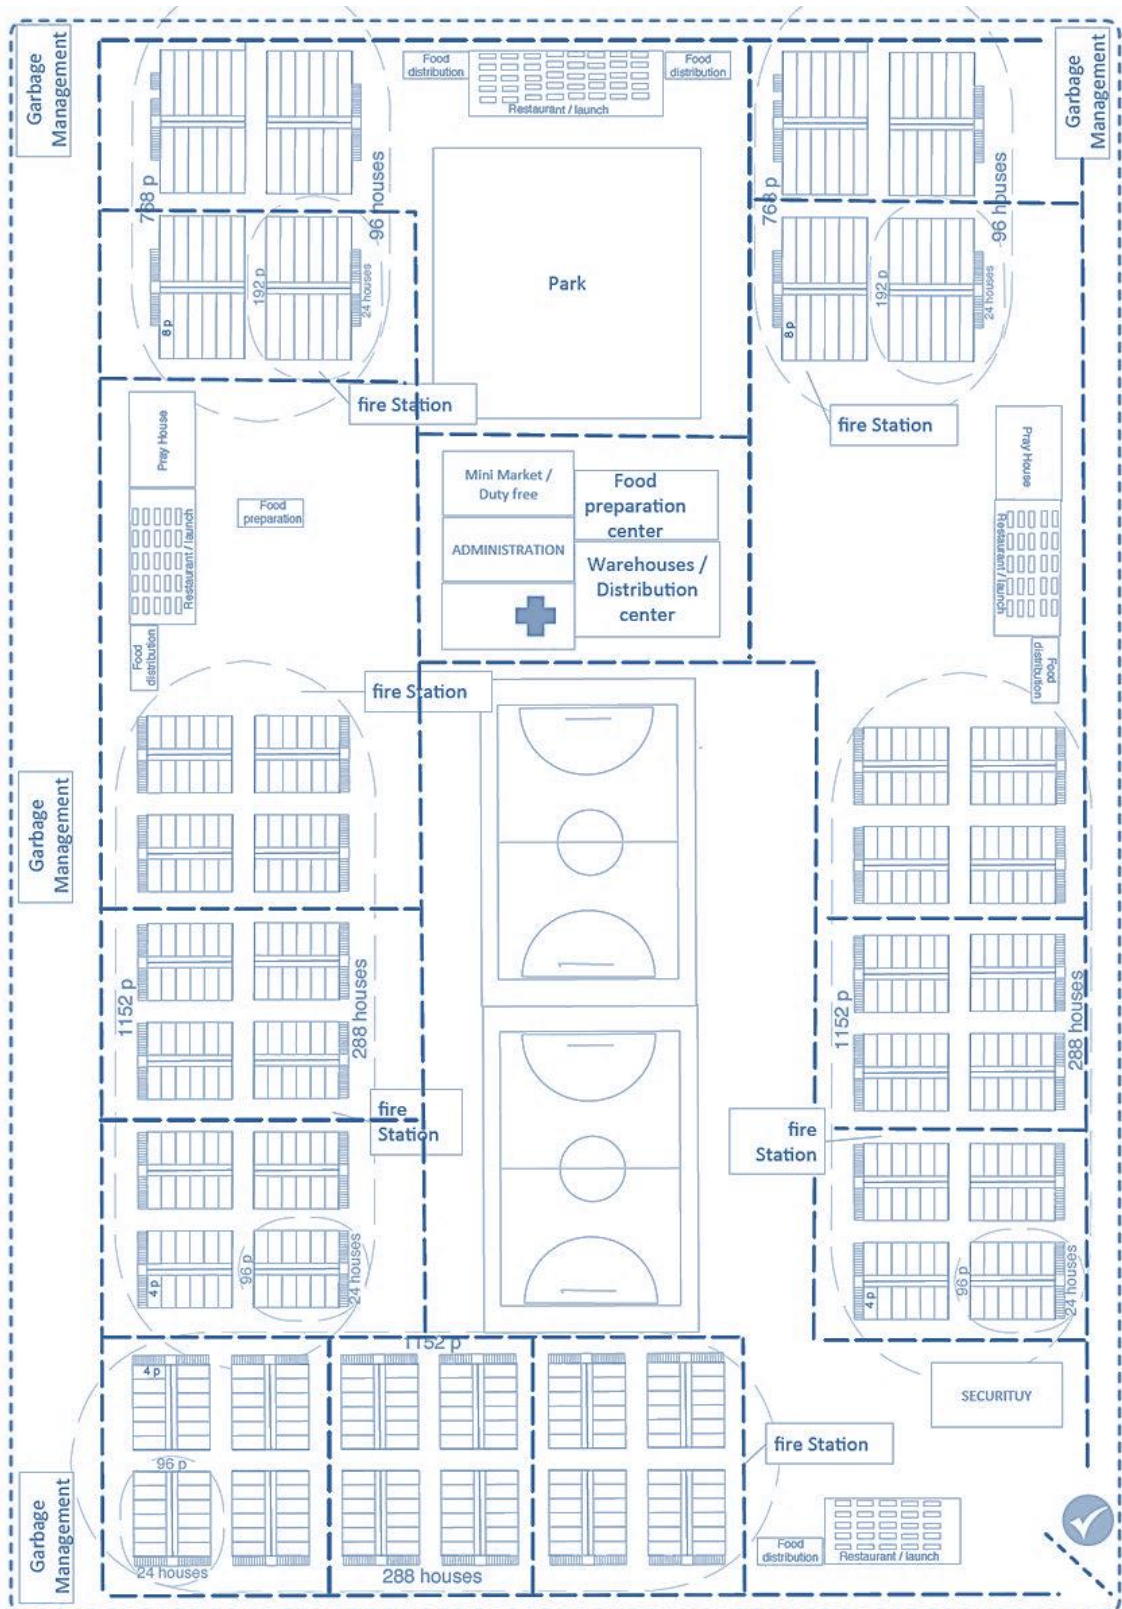 Garbage
Management
Food
distribution
Restaurant / launch
Food
distribution
Garbage
Management
768 p
96 houses
192 p
24 houses
8 p
768 p
96 houses
192 p
24 houses
8 p
Park
fire Station
fire Station
Pray House
Restaurant / launch
Food
preparation
Food
distribution
Mini Market /
Duty free
Food
preparation
center
ADMINISTRATION
Warehouses /
Distribution
center
Pray House
Restaurant / launch
Food
distribution
fire Station
Garbage
Management
1152 p
288 houses
fire
Station
96 p
24 houses
4 p
1152 p
288 houses
fire
Station
96 p
24 houses
4 p
1152 p
4 p
96 p
24 houses
288 houses
Garbage
Management
SECURITUY
fire Station
Food
distribution
Restaurant / launch